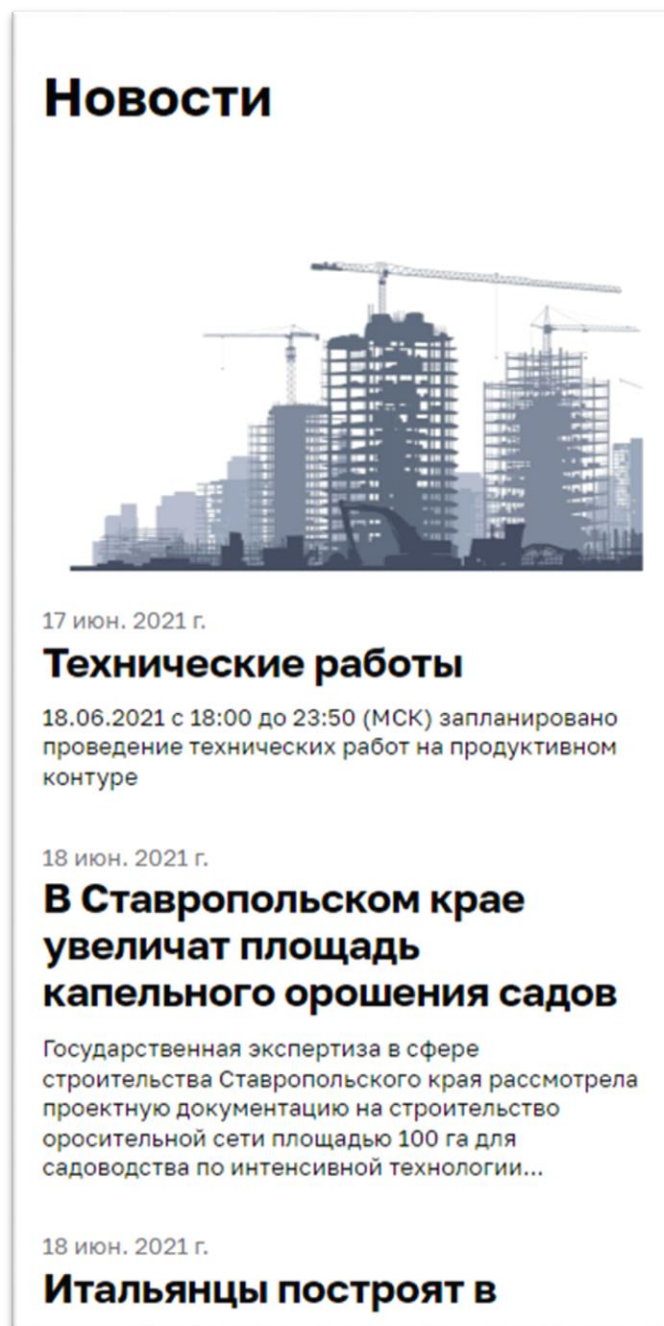 Новости
17 июн. 2021 г.
Технические работы
18.06.2021 с 18:00 до 23:50 (МСК) запланировано
проведение технических работ на продуктивном
контуре
18 июн. 2021 г.
В Ставропольском крае
увеличат площадь
капельного орошения садов
Государственная экспертиза в сфере
строительства Ставропольского края рассмотрела
проектную документацию на строительство
оросительной сети площадью 100 га для
садоводства по интенсивной технологии...
18 июн. 2021 г.
Итальянцы построят в